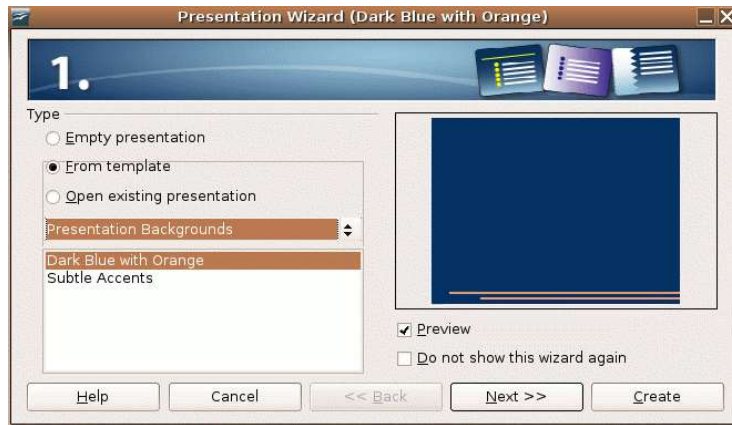 Presentation Wizard (Dark Blue with Orange)
1.
Type
Empty presentation
From template
Open existing presentation
Presentation Backgrounds
Dark Blue with Orange
Subtle Accents
Preview
Do not show this wizard again
Help
Cancel
<< Back
Next >>
Create